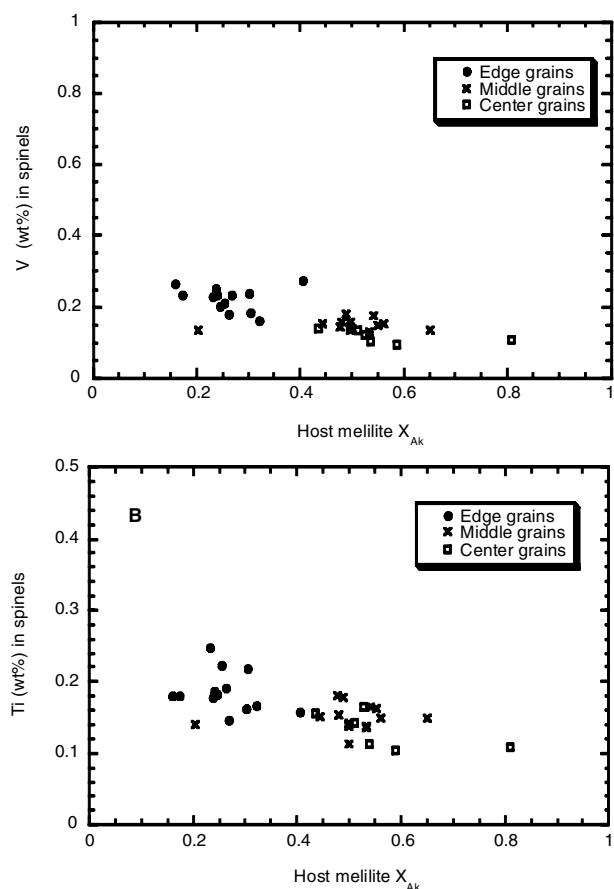 1
0.8
0.6
0.4
0.2
0
V (wt%) in spinels
Edge grains
Middle grains
Center grains
0 0.2 0.4 0.6 0.8 1
Host melilite X_Ak
0.5
0.4
0.3
0.2
0.1
0
Ti (wt%) in spinels
B
Edge grains
Middle grains
Center grains
0 0.2 0.4 0.6 0.8 1
Host melilite X_Ak